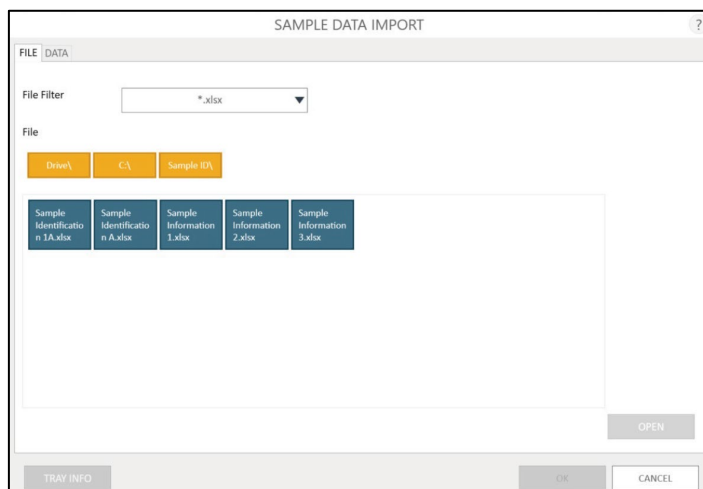 SAMPLE DATA IMPORT
?
FILE DATA
File Filter
*.xlsx
File
Drive\ C:\ Sample ID\
Sample Identificatio n 1A.xlsx
Sample Identificatio n A.xlsx
Sample Information 1.xlsx
Sample Information 2.xlsx
Sample Information 3.xlsx
OPEN
TRAY INFO
OK
CANCEL